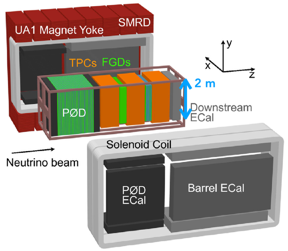 SMRD
UA1 Magnet Yoke
TPCs FGDs
y
x
z
2 m
PØD
Downstream
ECal
Neutrino beam
Solenoid Coil
PØD
ECal
Barrel ECal